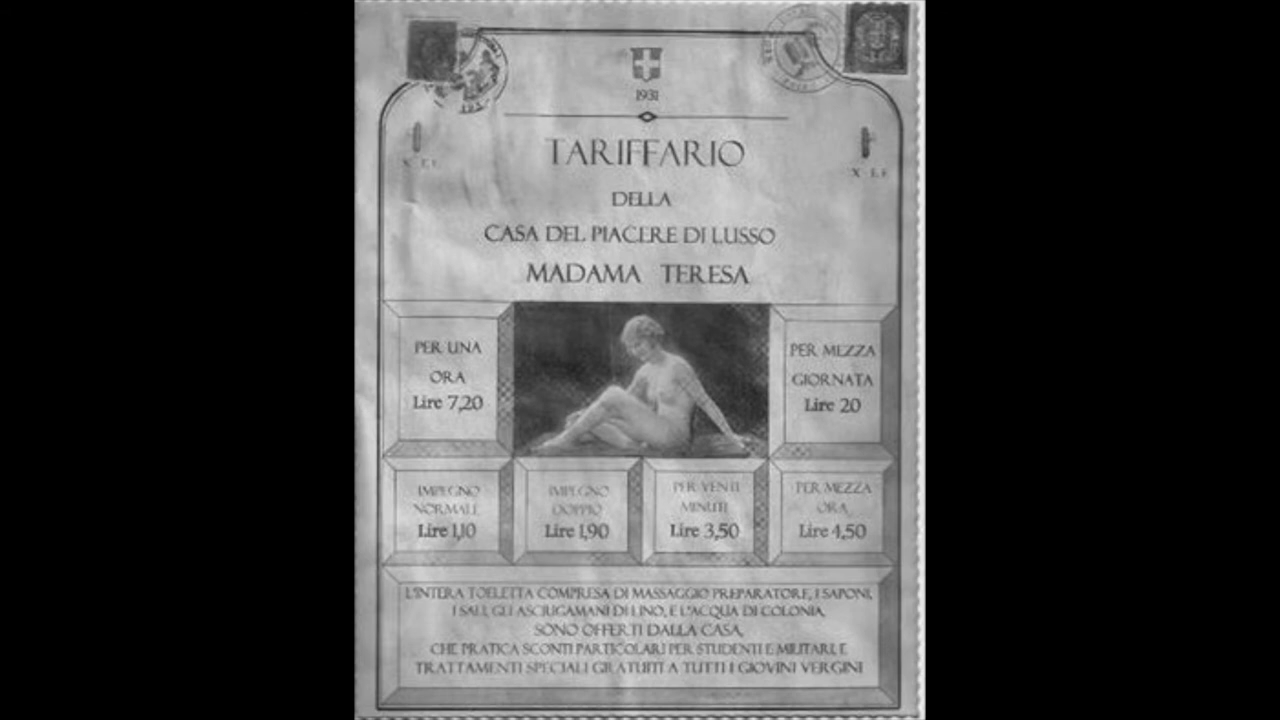 1931
TARIFFARIO
DELLA
CASA DEL PIACERE DI LUSSO
MADAMA TERESA
PER UNA
ORA
Lire 7,20
PER MEZZA
GIORNATA
Lire 20
IMPEGNO
NORMALE
Lire 1,10
IMPEGNO
DOPPIO
Lire 1,90
PER VENTI
MINUTI
Lire 3,50
PER MEZZA
ORA
Lire 4,50
L'INTERA TOELETTA COMPRESA DI MASSAGGIO PREPARATORE, I SAPONI,
I SALI, GLI ASCIUGAMANI DI LINO, E L'ACQUA DI COLONIA,
SONO OFFERTI DALLA CASA,
CHE PRATICA SCONTI PARTICOLARI PER STUDENTI E MILITARI, E
TRATTAMENTI SPECIALI GRATUITI A TUTTI I GIOVINI VERGINI